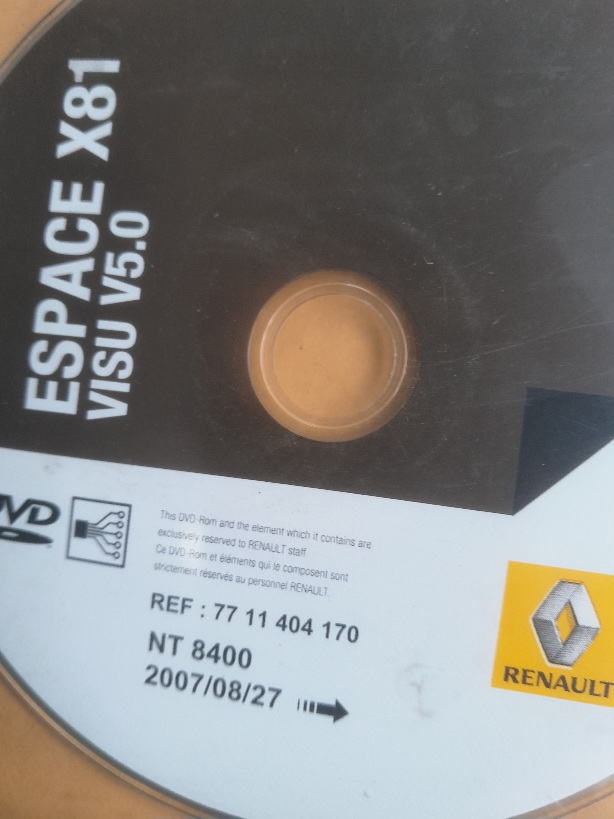 ESPACE X81
VISU V5.0
DVD
This DVD-Rom and the element which it contains are
exclusively reserved to RENAULT staff
Ce DVD-Rom et éléments qui le composent sont
strictement réservés au personnel RENAULT.
REF : 77 11 404 170
NT 8400
2007/08/27
RENAULT